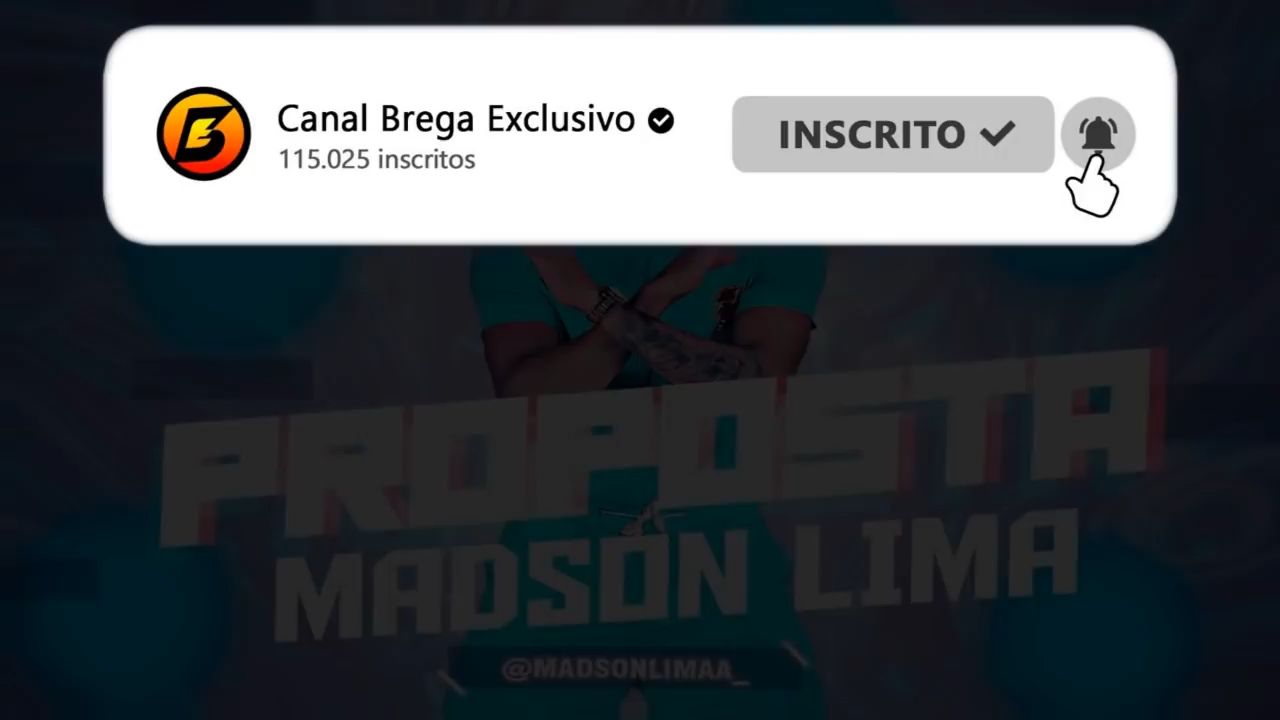 Canal Brega Exclusivo
115.025 inscritos
INSCRITO
PROPOSTA
MADSON LIMA
@MADSONLIMAA_